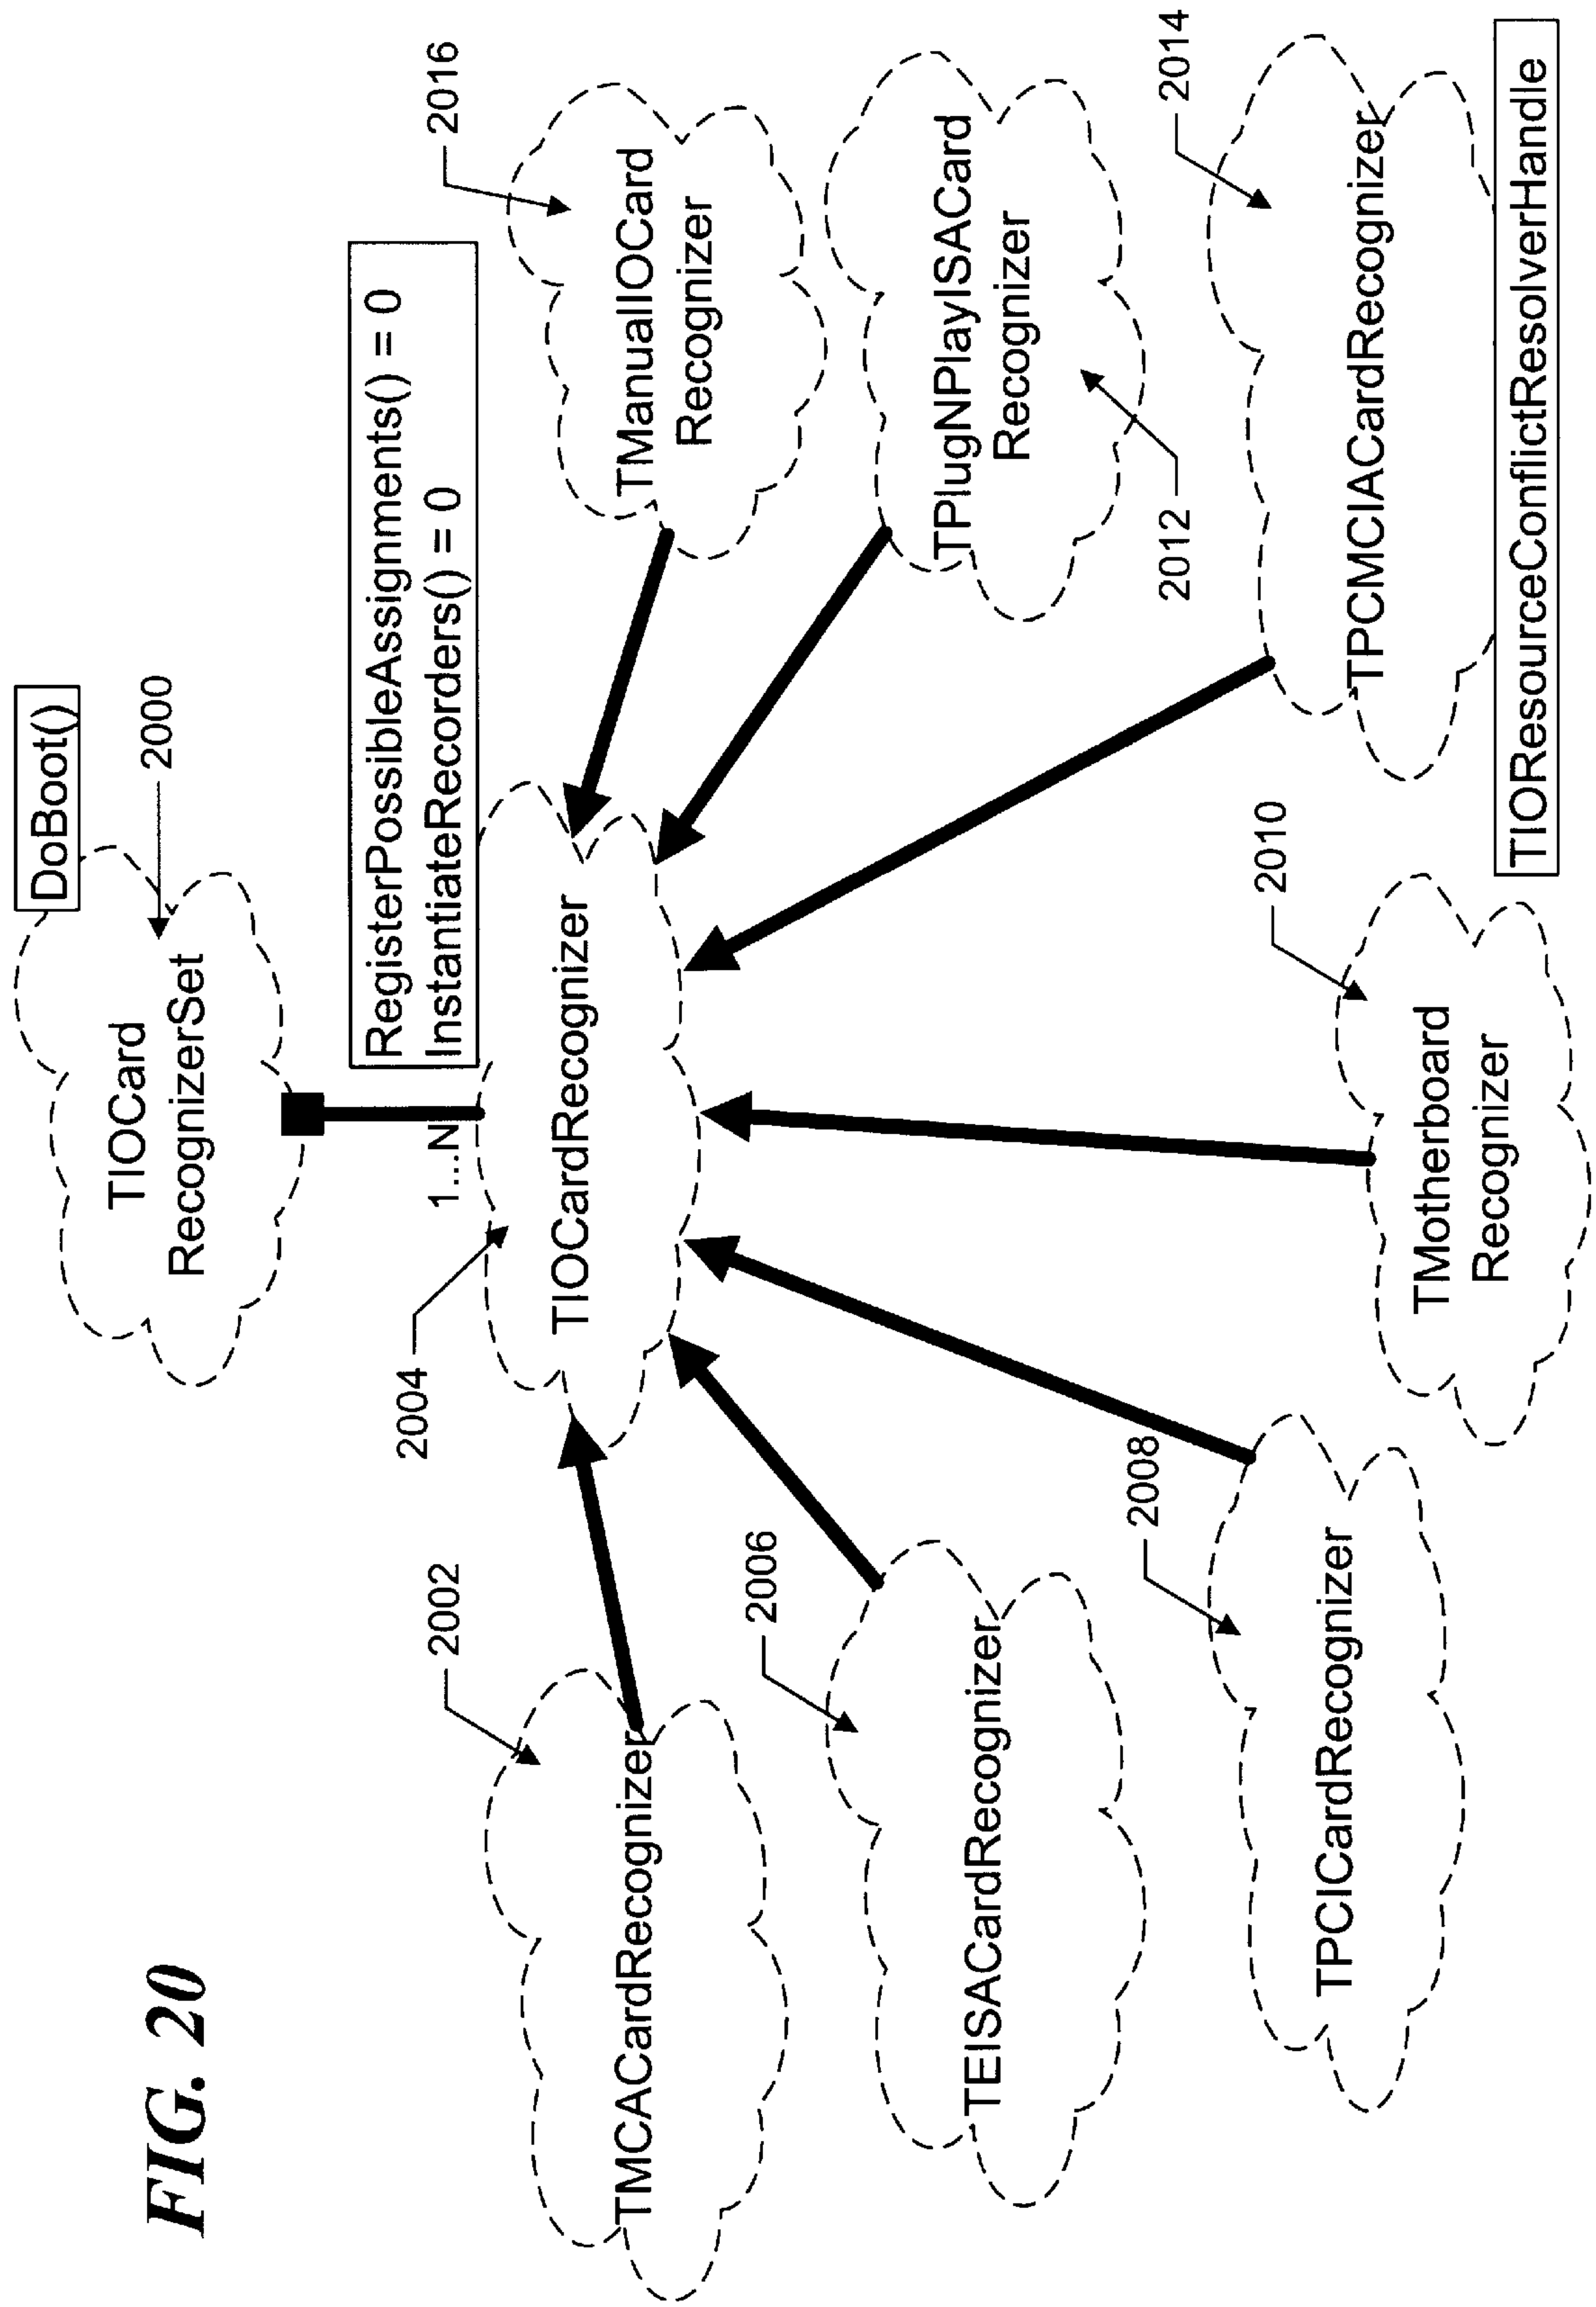 FIG. 20
DoBoot()
2000
TIOCard
RecognizerSet
RegisterPossibleAssignments() = 0
InstantiateRecorders() = 0
1...N
2004
TIOCardRecognizer
2002
TMCACardRecognizer
2016
TManualIOCard
Recognizer
2006
TEISACardRecognizer
TPlugNPlayISACard
Recognizer
2012
2008
TPCICardRecognizer
2010
TMotherboard
Recognizer
2014
TPCMCIACardRecognizer
TIOResourceConflictResolverHandle